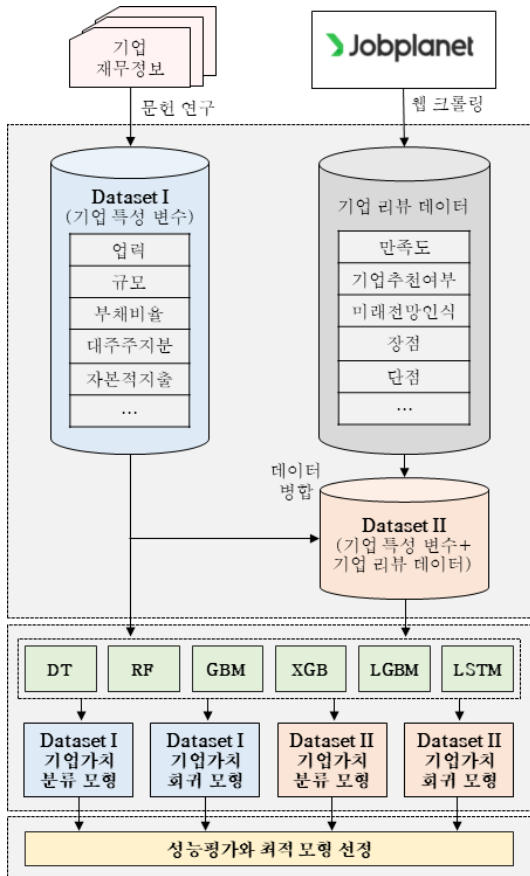 기업
재무정보
Jobplanet
문헌 연구
웹 크롤링
Dataset I
(기업 특성 변수)
업력
규모
부채비율
대주주지분
자본적지출
…
기업 리뷰 데이터
만족도
기업추천여부
미래전망인식
장점
단점
…
데이터
병합
Dataset II
(기업 특성 변수+
기업 리뷰 데이터)
DT
RF
GBM
XGB
LGBM
LSTM
Dataset I
기업가치
분류 모형
Dataset I
기업가치
회귀 모형
Dataset II
기업가치
분류 모형
Dataset II
기업가치
회귀 모형
성능평가와 최적 모형 선정